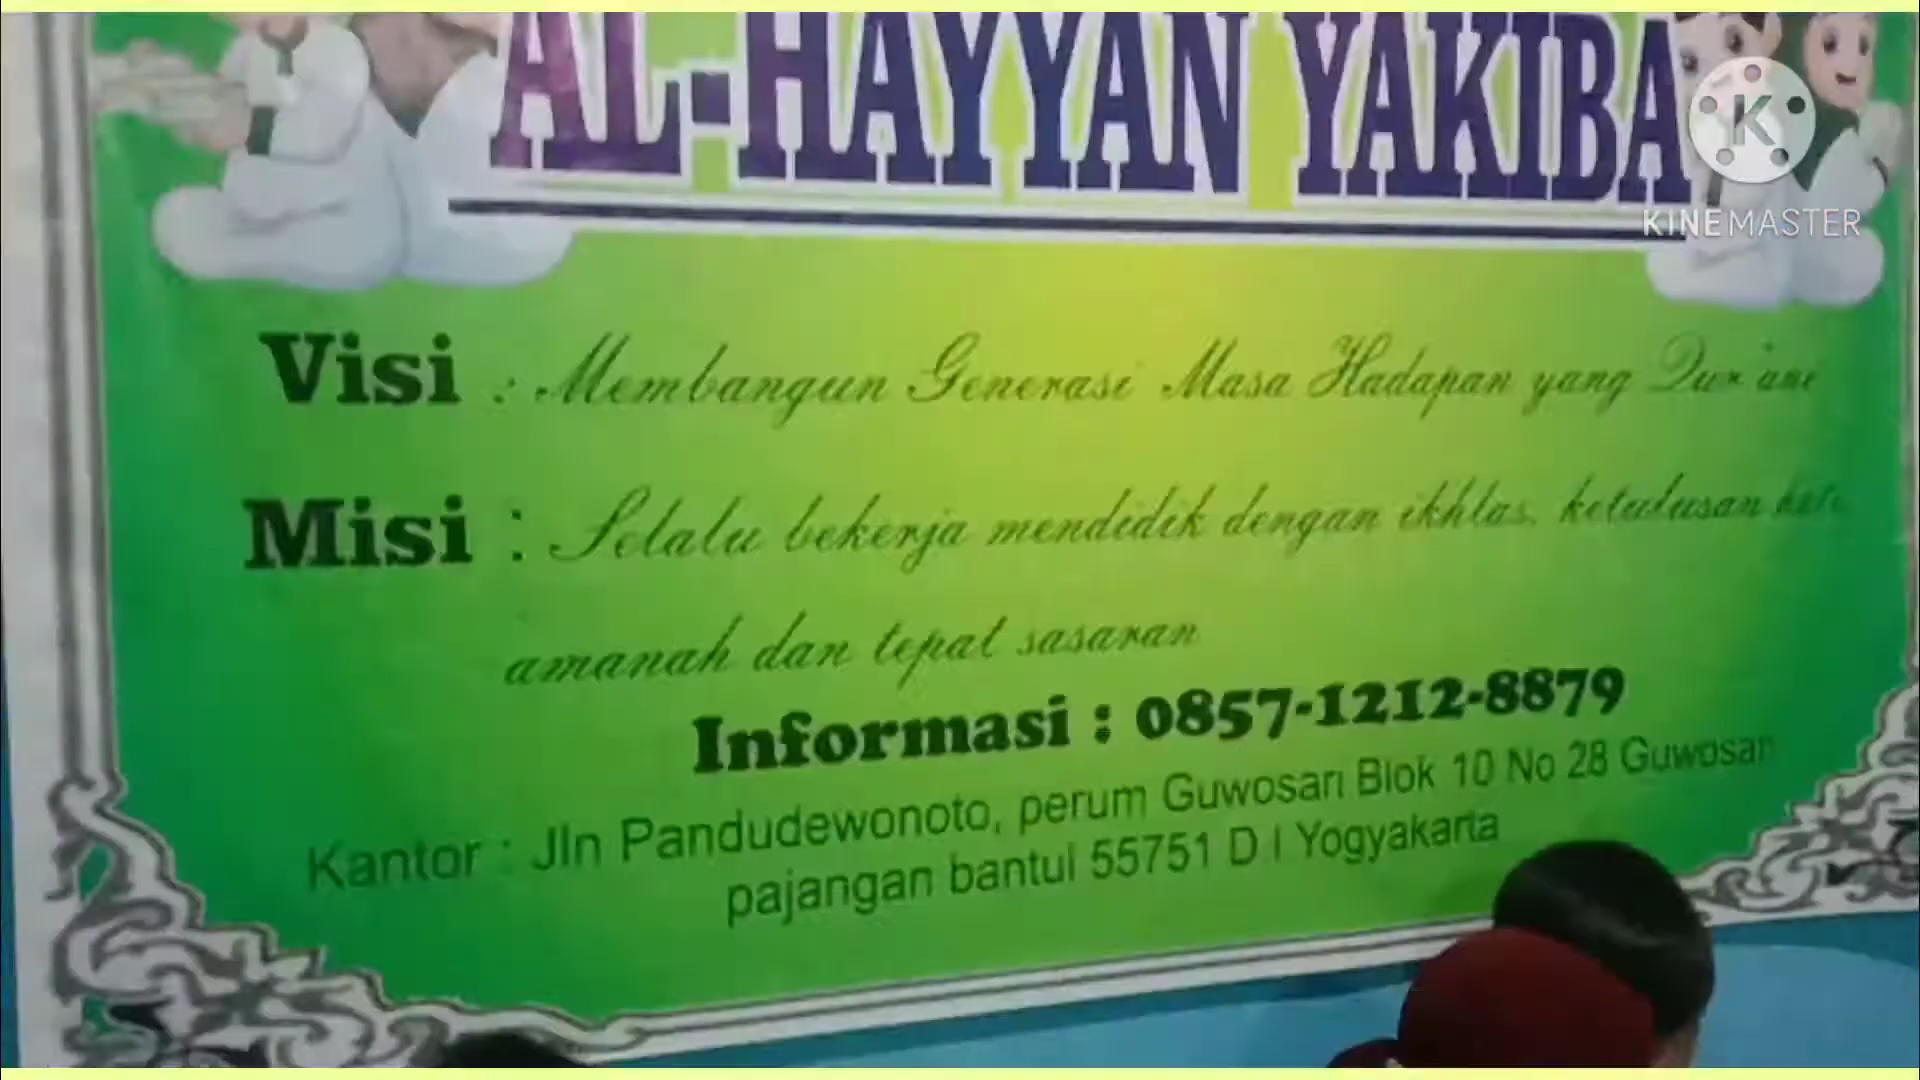 AL-HAYYAN YAKIBA
KINEMASTER
Visi : Membangun Generasi Masa Hadapan yang Qur'ani
Misi : Selalu bekerja mendidik dengan ikhlas, ketulusan hati,
amanah dan tepat sasaran
Informasi : 0857-1212-8879
Kantor : Jln Pandudewonoto, perum Guwosari Blok 10 No 28 Guwosari
pajangan bantul 55751 D I Yogyakarta